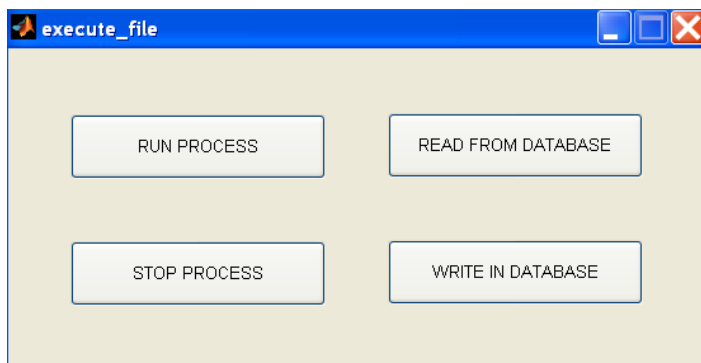 execute_file
RUN PROCESS
READ FROM DATABASE
STOP PROCESS
WRITE IN DATABASE